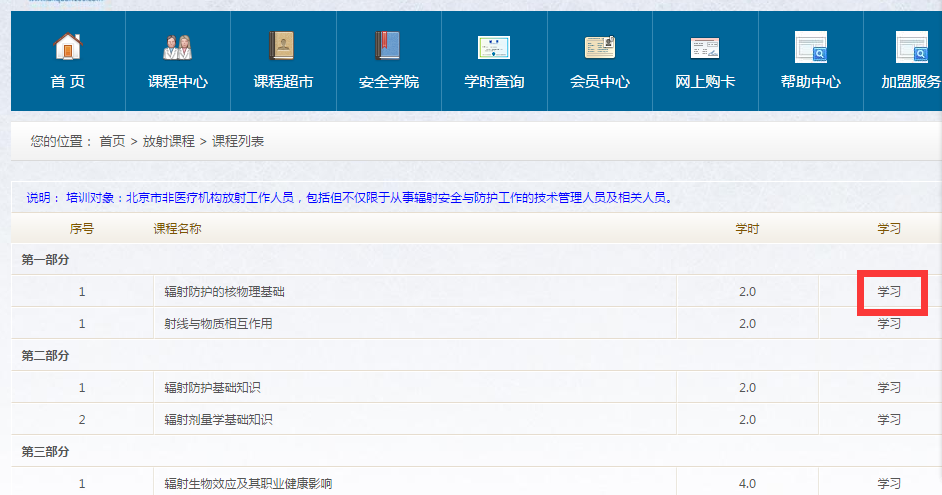 首 页 课程中心 课程超市 安全学院 学时查询 会员中心 网上购卡 帮助中心 加盟服务
您的位置： 首页 > 放射课程 > 课程列表
说明： 培训对象：北京市非医疗机构放射工作人员，包括但不仅限于从事辐射安全与防护工作的技术管理人员及相关人员。
序号 课程名称 学时 学习
第一部分
1 辐射防护的核物理基础 2.0 学习
1 射线与物质相互作用 2.0 学习
第二部分
1 辐射防护基础知识 2.0 学习
2 辐射剂量学基础知识 2.0 学习
第三部分
1 辐射生物效应及其职业健康影响 4.0 学习